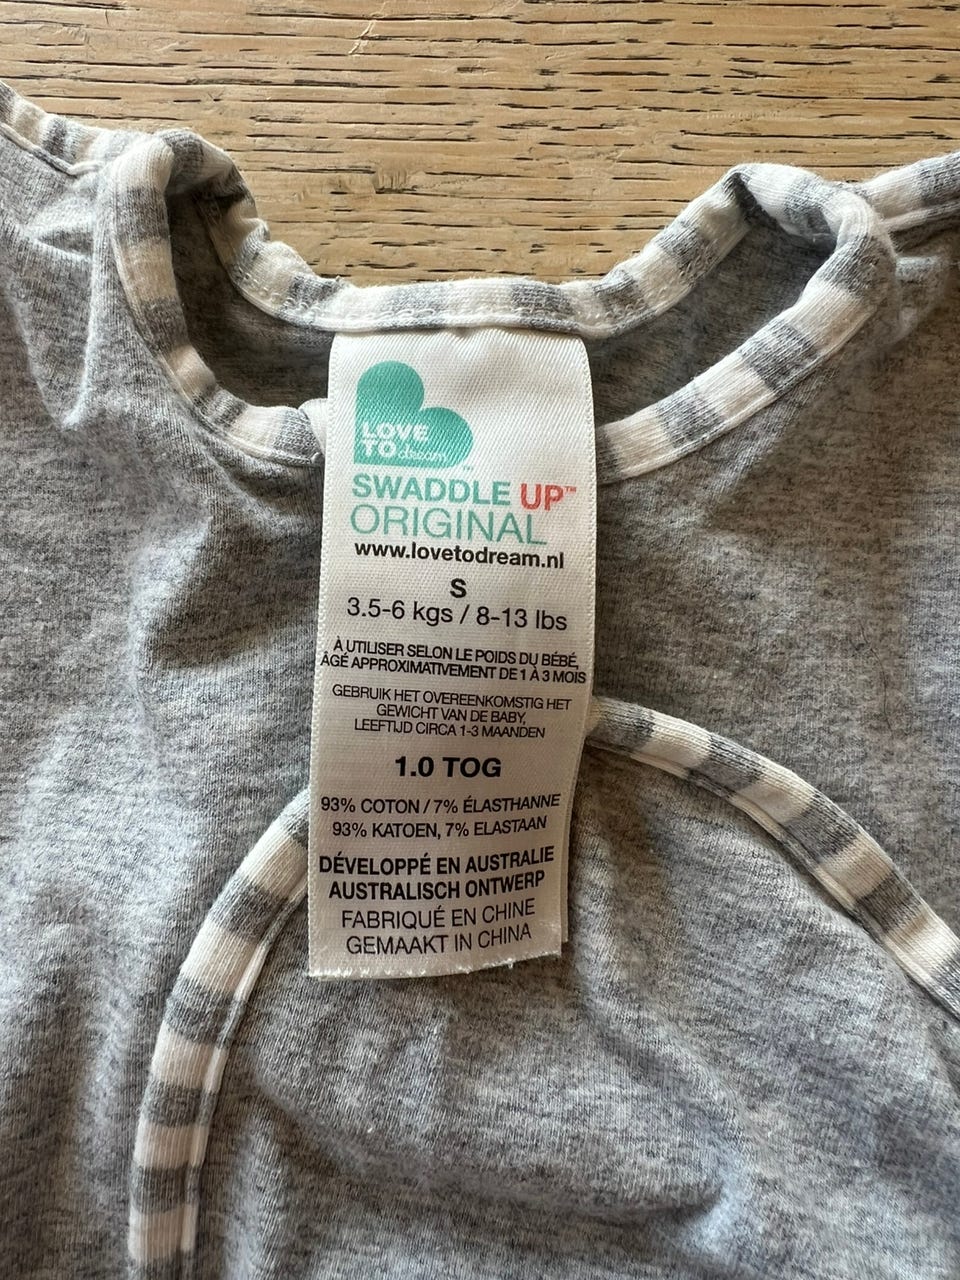 LOVE
TO dream™
SWADDLE UP™
ORIGINAL
www.lovetodream.nl
S
3.5-6 kgs / 8-13 lbs
À UTILISER SELON LE POIDS DU BÉBÉ,
ÂGÉ APPROXIMATIVEMENT DE 1 À 3 MOIS
GEBRUIK HET OVEREENKOMSTIG HET
GEWICHT VAN DE BABY,
LEEFTIJD CIRCA 1-3 MAANDEN
1.0 TOG
93% COTON / 7% ÉLASTHANNE
93% KATOEN, 7% ELASTAAN
DÉVELOPPÉ EN AUSTRALIE
AUSTRALISCH ONTWERP
FABRIQUÉ EN CHINE
GEMAAKT IN CHINA